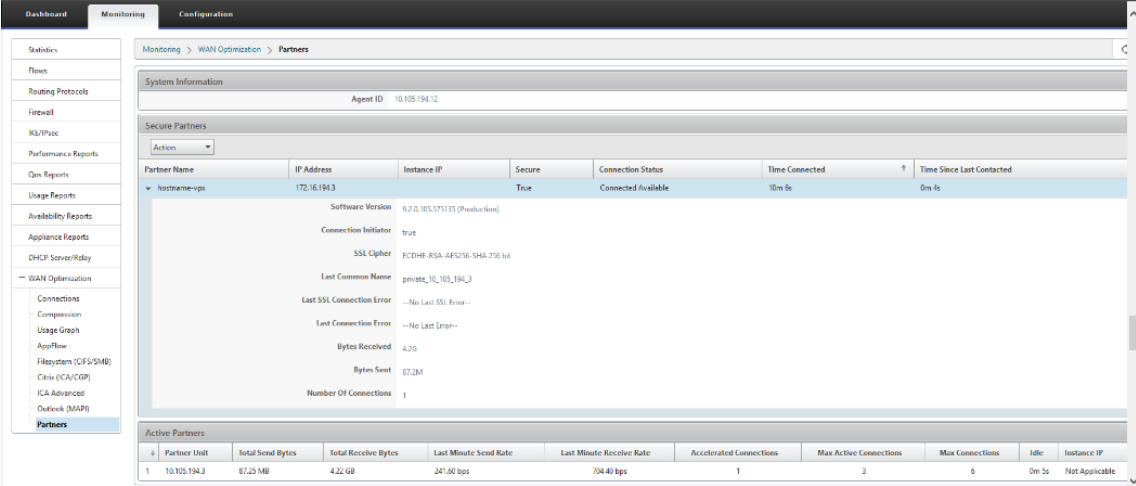 Dashboard Monitoring Configuration
Statistics
Flows
Routing Protocols
Firewall
IKE/IPsec
Performance Reports
Qos Reports
Usage Reports
Availability Reports
Appliance Reports
DHCP Server/Relay
WAN Optimization
Connections
Compression
Usage Graph
AppFlow
Filesystem (CIFS/SMB)
Citrix (ICA/CGP)
ICA Advanced
Outlook (MAPI)
Partners
Monitoring > WAN Optimization > Partners
System Information
Agent ID 10.105.194.12
Secure Partners
Action
Partner Name IP Address Instance IP Secure Connection Status Time Connected Time Since Last Contacted
hostname-vpx 172.16.194.3 True Connected Available 10m 6s 0m 4s
Software Version 9.2.0.105.575135 (Production)
Connection Initiator true
SSL Cipher ECDHE-RSA-AES256-SHA 256 bit
Last Common Name private_10_105_194_3
Last SSL Connection Error --No Last SSL Error--
Last Connection Error --No Last Error--
Bytes Received 4.2G
Bytes Sent 87.2M
Number Of Connections 1
Active Partners
Partner Unit Total Send Bytes Total Receive Bytes Last Minute Send Rate Last Minute Receive Rate Accelerated Connections Max Active Connections Max Connections Idle Instance IP
1 10.105.194.3 87.25 MB 4.22 GB 241.60 bps 704.40 bps 1 3 6 0m 5s Not Applicable